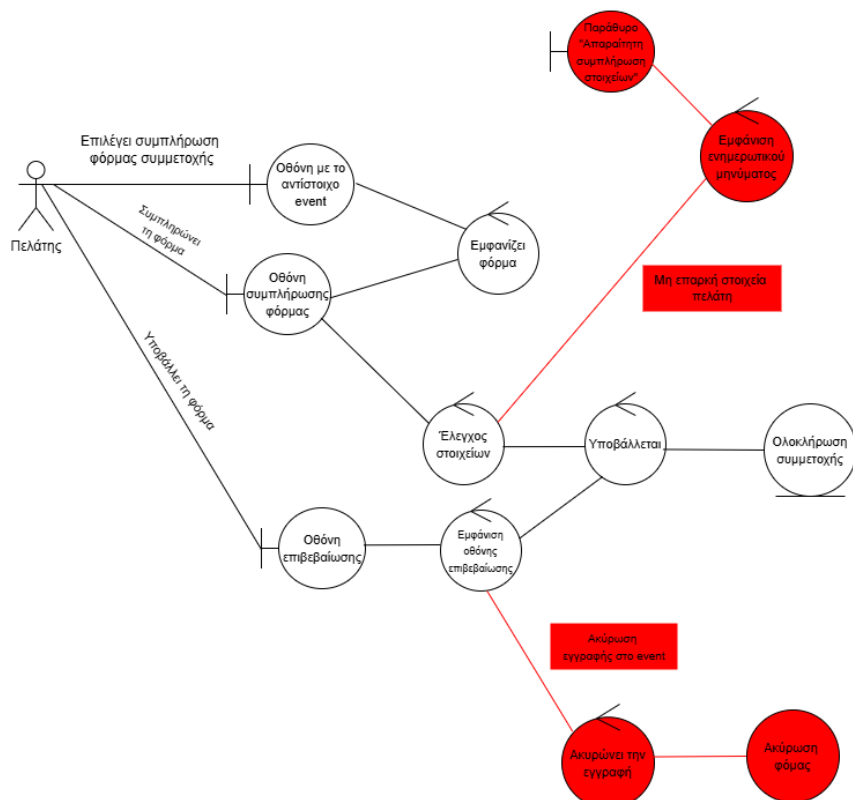 Παράθυρο
"Απαραίτητη
συμπλήρωση
στοιχείων"
Εμφάνιση
ενημερωτικού
μηνύματος
Επιλέγει συμπλήρωση
φόρμας συμμετοχής
Οθόνη με το
αντίστοιχο
event
Πελάτης
Συμπληρώνει
τη φόρμα
Εμφανίζει
φόρμα
Οθόνη
συμπλήρωσης
φόρμας
Μη επαρκή στοιχεία
πελάτη
Υποβάλλει τη φόρμα
Έλεγχος
στοιχείων
Υποβάλλεται
Ολοκλήρωση
συμμετοχής
Οθόνη
επιβεβαίωσης
Εμφάνιση
οθόνης
επιβεβαίωσης
Ακύρωση
εγγραφής στο event
Ακυρώνει την
εγγραφή
Ακύρωση
φόμας